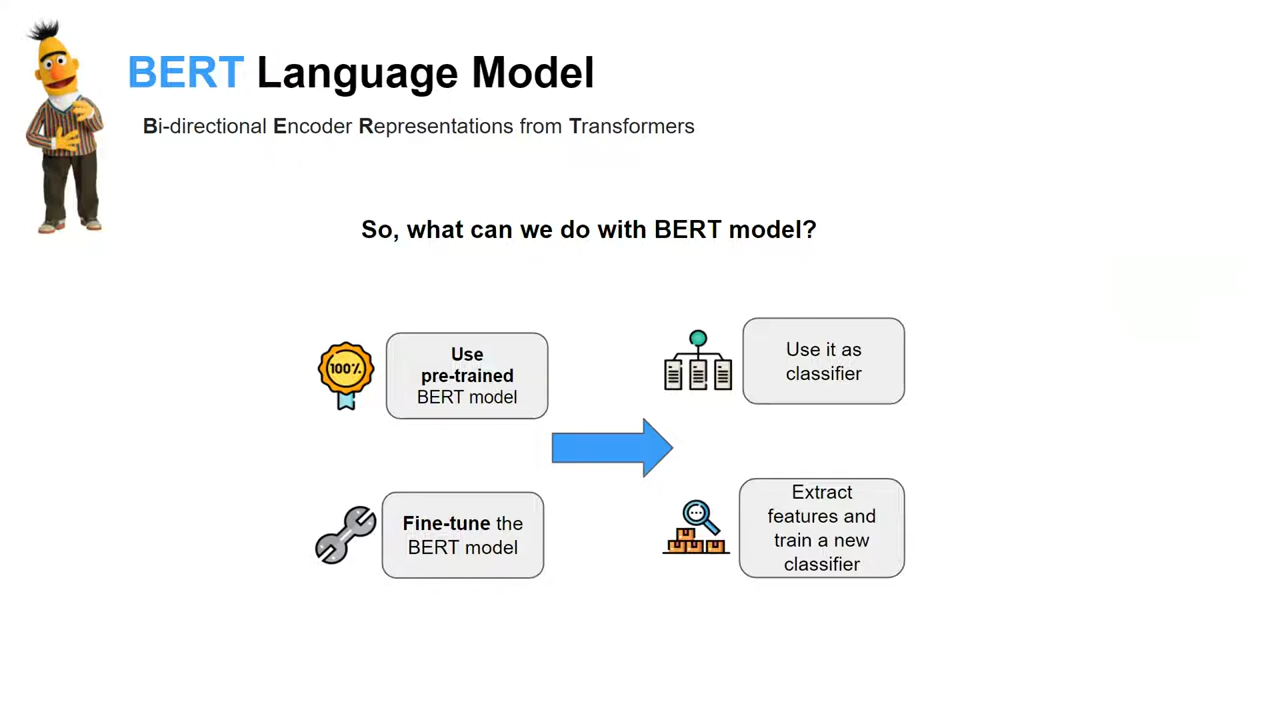 BERT Language Model
Bi-directional Encoder Representations from Transformers
So, what can we do with BERT model?
100%
Use
pre-trained
BERT model
Use it as
classifier
Fine-tune the
BERT model
Extract
features and
train a new
classifier